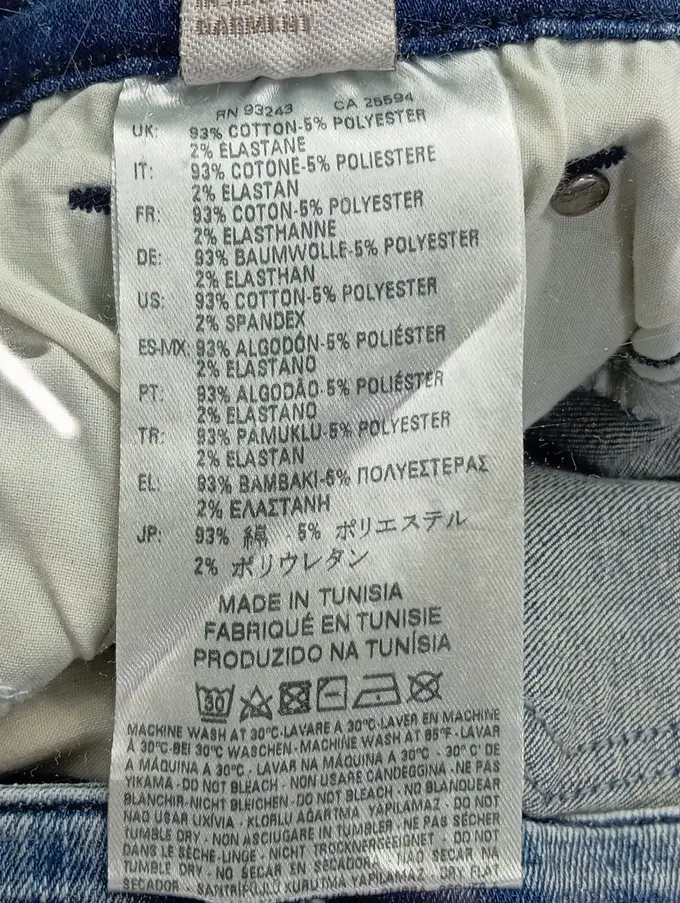 GARMENT
RN 93243 CA 25594
UK: 93% COTTON-5% POLYESTER
2% ELASTANE
IT: 93% COTONE-5% POLIESTERE
2% ELASTAN
FR: 93% COTON-5% POLYESTER
2% ELASTHANNE
DE: 93% BAUMWOLLE-5% POLYESTER
2% ELASTHAN
US: 93% COTTON-5% POLYESTER
2% SPANDEX
ES-MX: 93% ALGODÓN-5% POLIÉSTER
2% ELASTANO
PT: 93% ALGODÃO-5% POLIÉSTER
2% ELASTANO
TR: 93% PAMUKLU-5% POLYESTER
2% ELASTAN
EL: 93% ΒΑΜΒΑΚΙ-5% ΠΟΛΥΕΣΤΕΡΑΣ
2% ΕΛΑΣΤΑΝΗ
JP: 93% 綿 - 5% ポリエステル
2% ポリウレタン
MADE IN TUNISIA
FABRIQUÉ EN TUNISIE
PRODUZIDO NA TUNÍSIA
30
MACHINE WASH AT 30°C-LAVARE A 30°C-LAVER EN MACHINE
À 30°C-BEI 30°C WASCHEN-MACHINE WASH AT 85°F-LAVAR
A MÁQUINA A 30°C - LAVAR NA MÁQUINA A 30°C - 30° C' DE
YIKAMA - DO NOT BLEACH - NON USARE CANDEGGINA - NE PAS
BLANCHIR-NICHT BLEICHEN-DO NOT BLEACH - NO BLANQUEAR
NÃO USAR LIXÍVIA - KLORLU AĞARTMA YAPILAMAZ - DO NOT
TUMBLE DRY - NON ASCIUGARE IN TUMBLER - NE PAS SÉCHER
DANS LE SÈCHE-LINGE - NICHT TROCKNERGEEIGNET - DO NOT
TUMBLE DRY - NO SECAR EN SECADORA - NÃO SECAR NA
SECADOR - SANTRİFÜJLÜ KURUTMA YAPILAMAZ - DRY FLAT